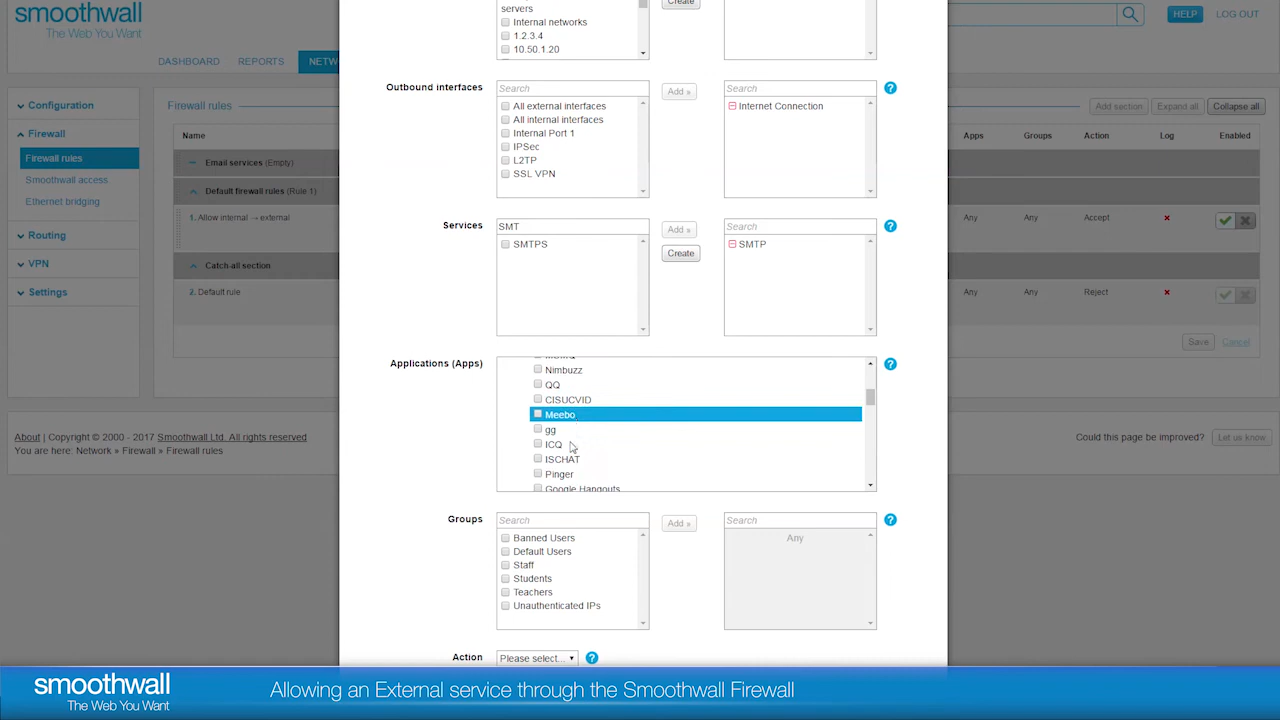 smoothwall
The Web You Want
HELP
LOG OUT
DASHBOARD
REPORTS
NETW
Configuration
Firewall
Firewall rules
Smoothwall access
Ethernet bridging
Routing
VPN
Settings
Firewall rules
Add section
Expand all
Collapse all
Name
Apps
Groups
Action
Log
Enabled
Email services (Empty)
Default firewall rules (Rule 1)
1. Allow internal → external
Any
Any
Accept
Catch all section
2. Default rule
Any
Any
Reject
Save
Cancel
servers
Internal networks
1.2.3.4
10.50.1.20
Create
Outbound interfaces
Search
All external interfaces
All internal interfaces
Internal Port 1
IPSec
L2TP
SSL VPN
Add »
Search
Internet Connection
?
Services
SMT
SMTPS
Add »
Create
Search
SMTP
?
Applications (Apps)
Nimbuzz
QQ
CISUCVID
Meebo
gg
ICQ
ISCHAT
Pinger
Google Hangouts
?
Groups
Search
Banned Users
Default Users
Staff
Students
Teachers
Unauthenticated IPs
Add »
Search
Any
?
Action
Please select...
?
About | Copyright © 2000 - 2017 Smoothwall Ltd. All rights reserved
You are here: Network » Firewall » Firewall rules
Could this page be improved?
Let us know
smoothwall
The Web You Want
Allowing an External service through the Smoothwall Firewall